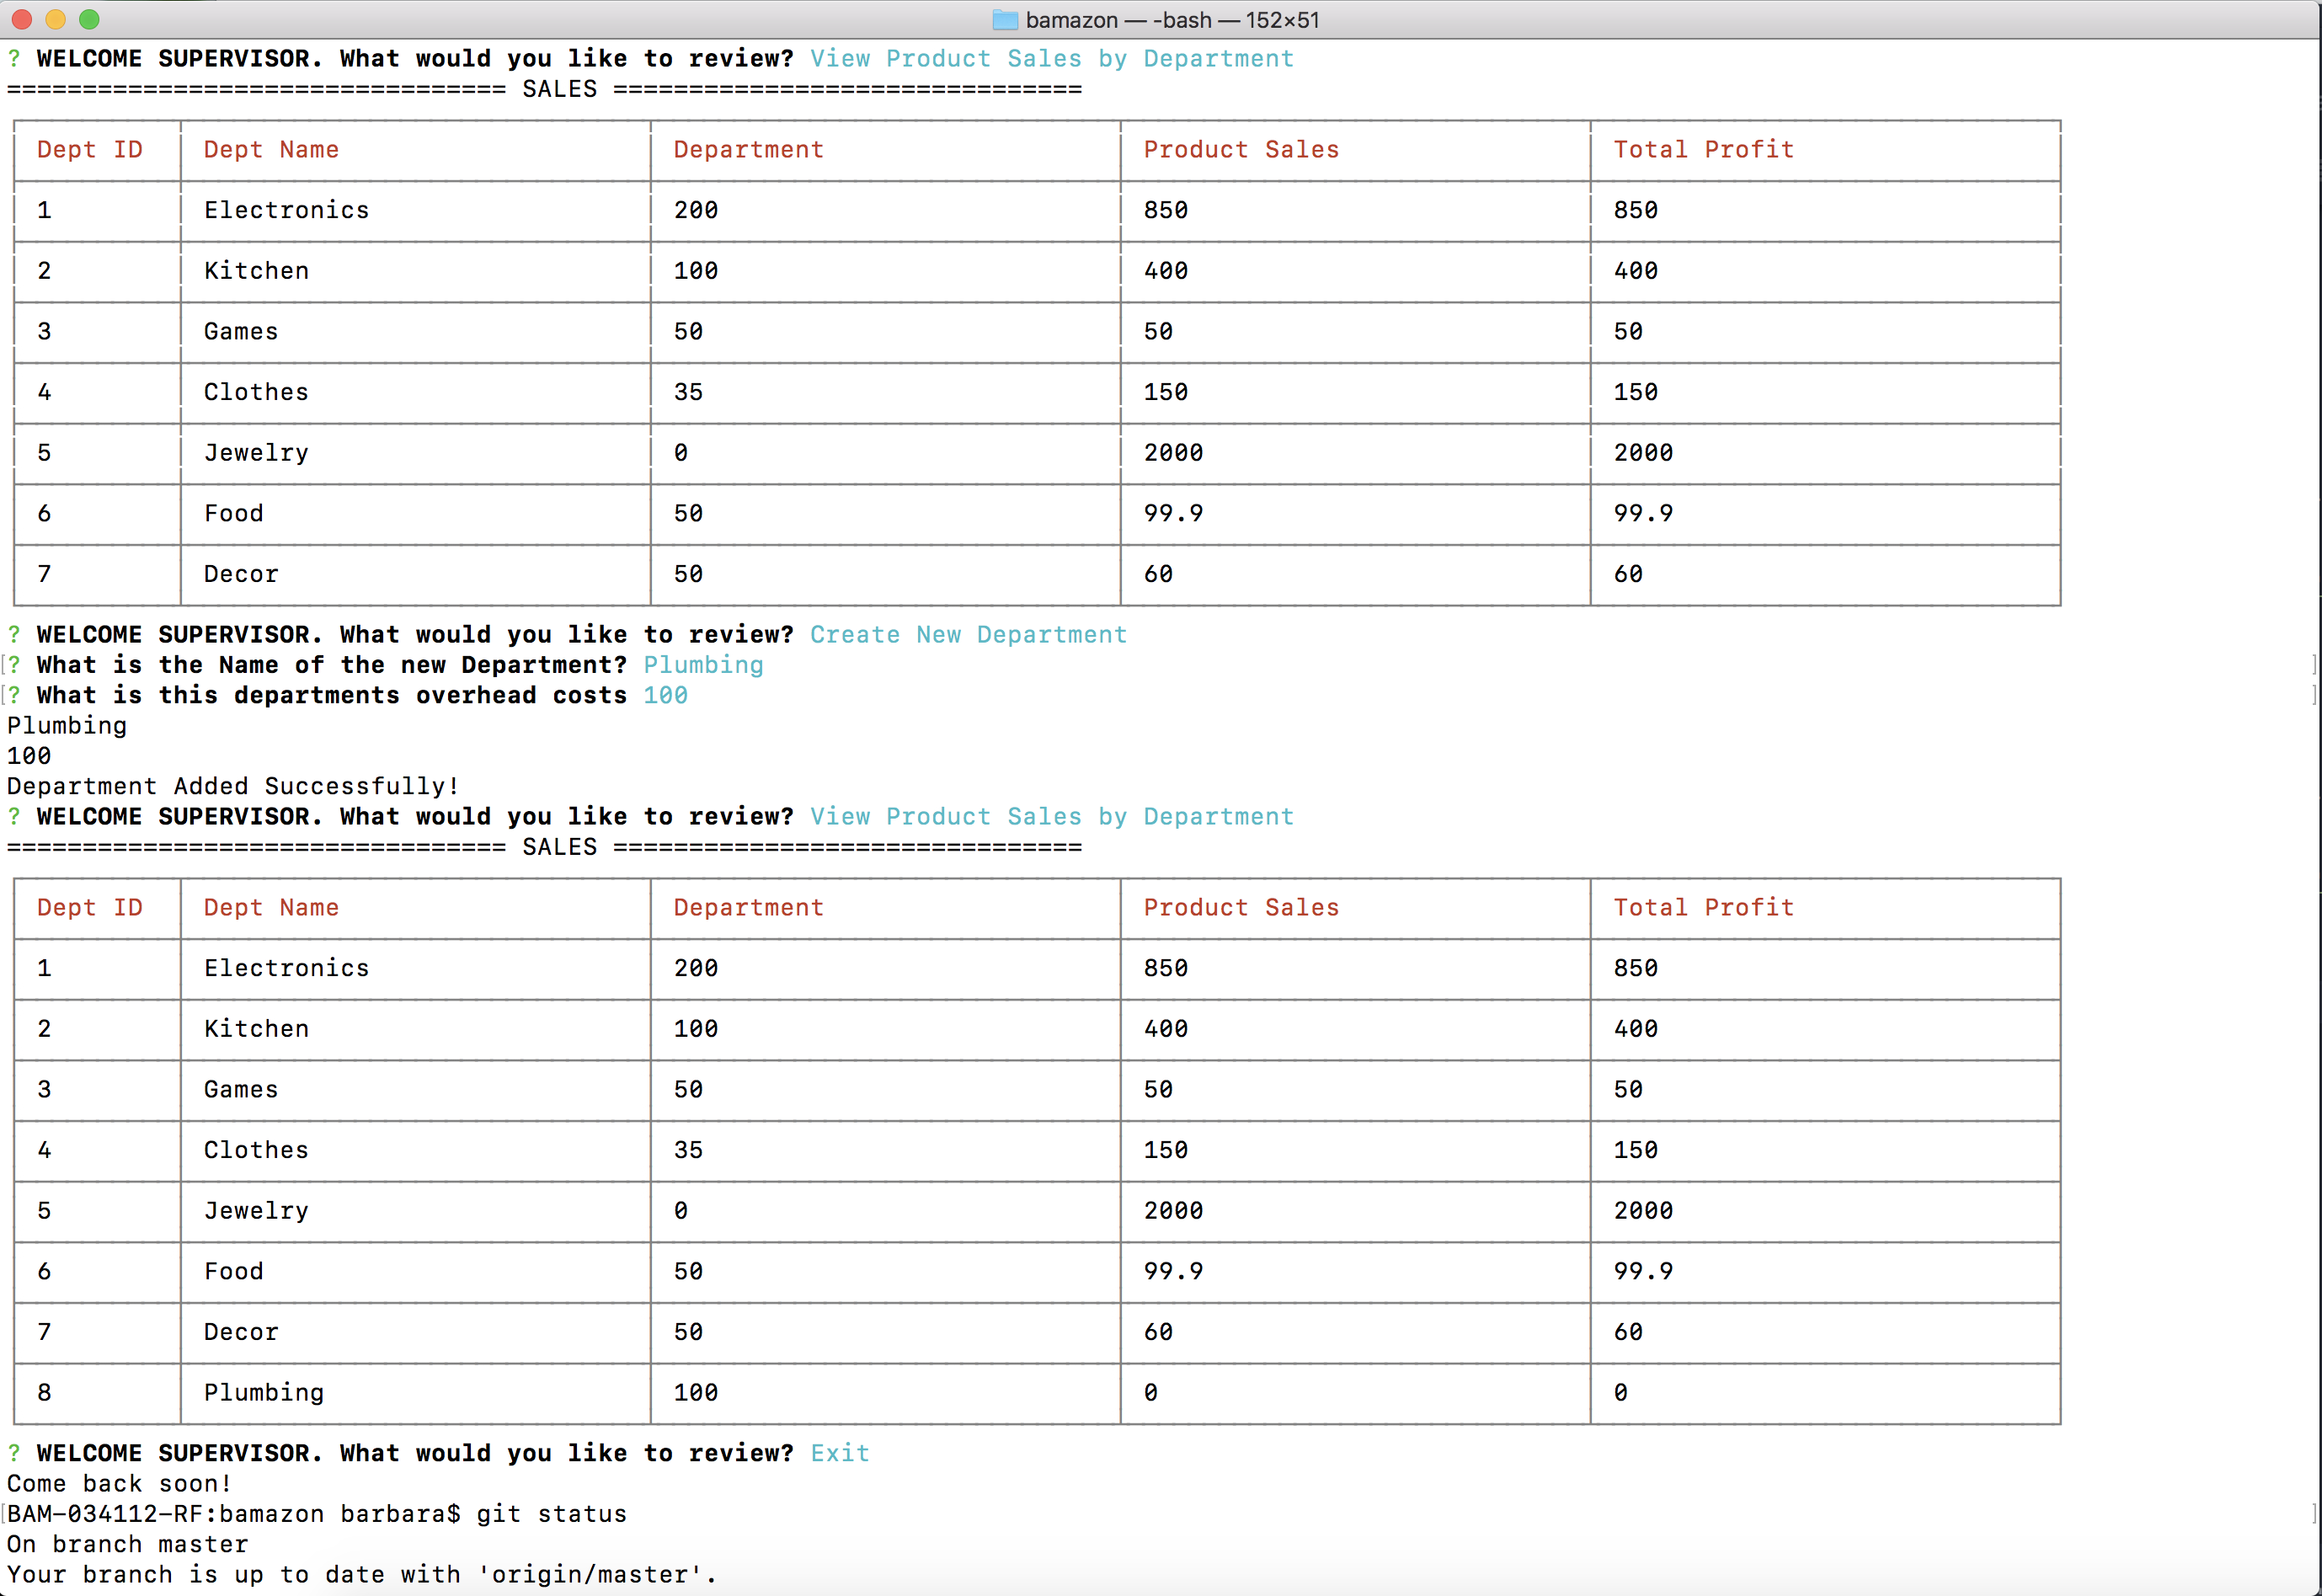 bamazon — -bash — 152×51
? WELCOME SUPERVISOR. What would you like to review? View Product Sales by Department
================================= SALES ===============================
Dept ID Dept Name Department Product Sales Total Profit
1 Electronics 200 850 850
2 Kitchen 100 400 400
3 Games 50 50 50
4 Clothes 35 150 150
5 Jewelry 0 2000 2000
6 Food 50 99.9 99.9
7 Decor 50 60 60
? WELCOME SUPERVISOR. What would you like to review? Create New Department
[? What is the Name of the new Department? Plumbing ]
[? What is this departments overhead costs 100 ]
Plumbing
100
Department Added Successfully!
? WELCOME SUPERVISOR. What would you like to review? View Product Sales by Department
================================= SALES ===============================
Dept ID Dept Name Department Product Sales Total Profit
1 Electronics 200 850 850
2 Kitchen 100 400 400
3 Games 50 50 50
4 Clothes 35 150 150
5 Jewelry 0 2000 2000
6 Food 50 99.9 99.9
7 Decor 50 60 60
8 Plumbing 100 0 0
? WELCOME SUPERVISOR. What would you like to review? Exit
Come back soon!
[BAM-034112-RF:bamazon barbara$ git status ]
On branch master
Your branch is up to date with 'origin/master'.